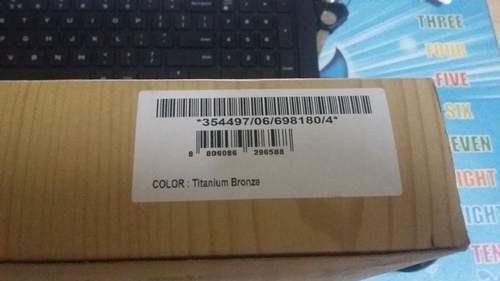 THREE
FOUR
FIVE
SIX
EVEN
IGHT
IGHT
TEN
*354497/06/698180/4*
8 806086 296588
COLOR : Titanium Bronze